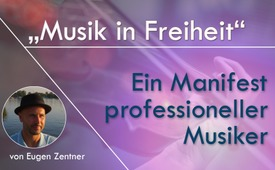 „Musik in Freiheit“
Ein Manifest
professioneller
Musiker
von Eugen Zentner